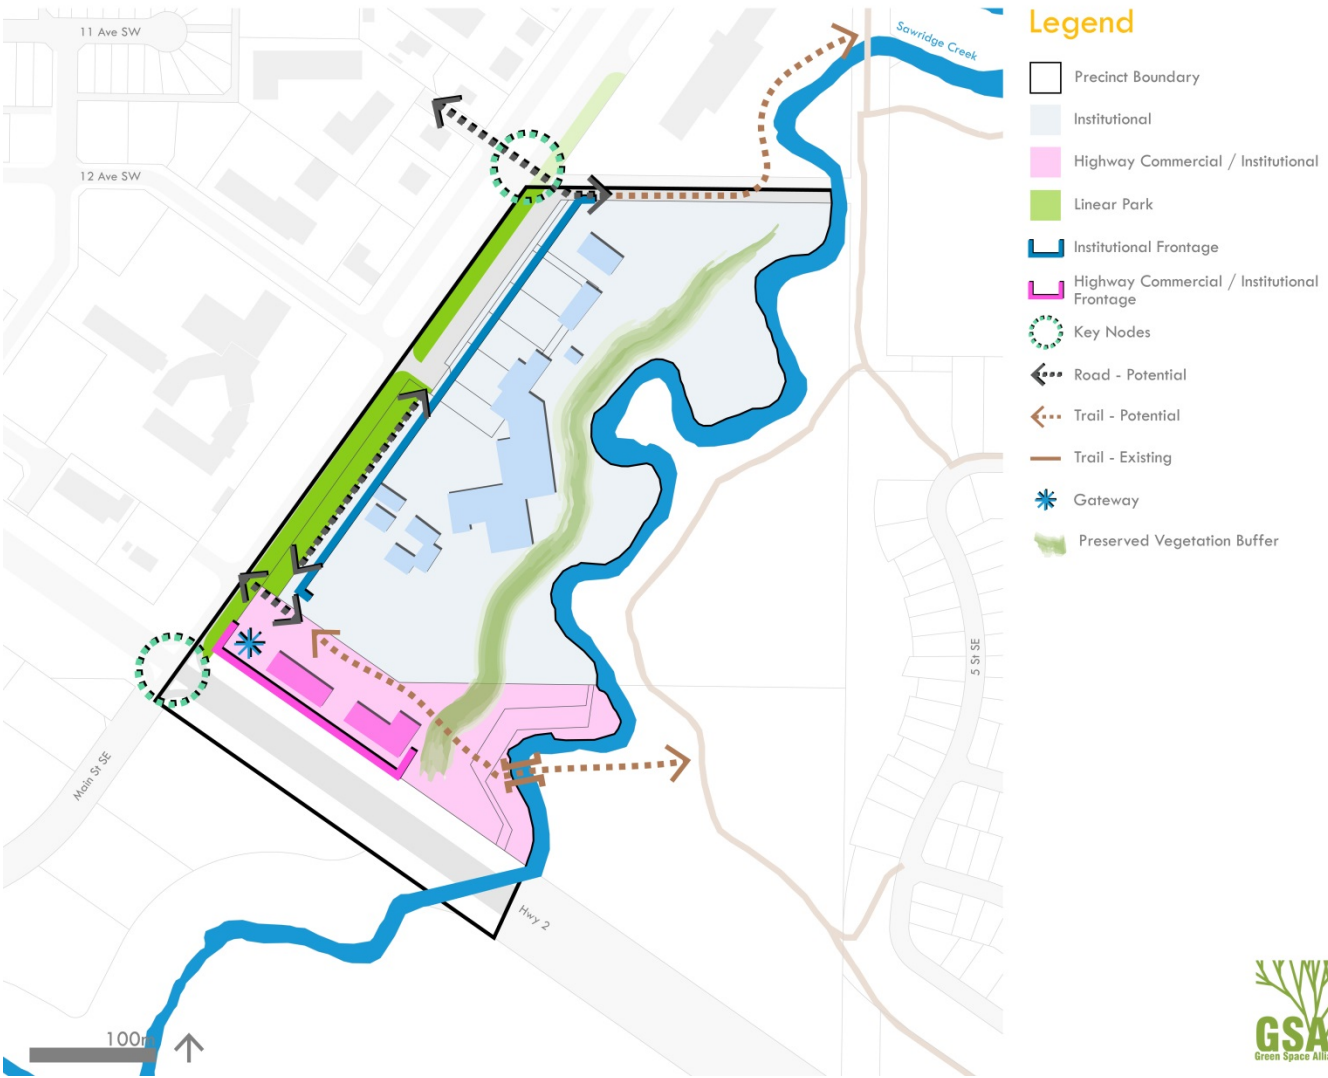 11 Ave SW
12 Ave SW
Sawridge Creek
Main St SE
Hwy 2
5 St SE
100m
Legend
Precinct Boundary
Institutional
Highway Commercial / Institutional
Linear Park
Institutional Frontage
Highway Commercial / Institutional
Frontage
Key Nodes
Road - Potential
Trail - Potential
Trail - Existing
Gateway
Preserved Vegetation Buffer
GSA
Green Space Alli